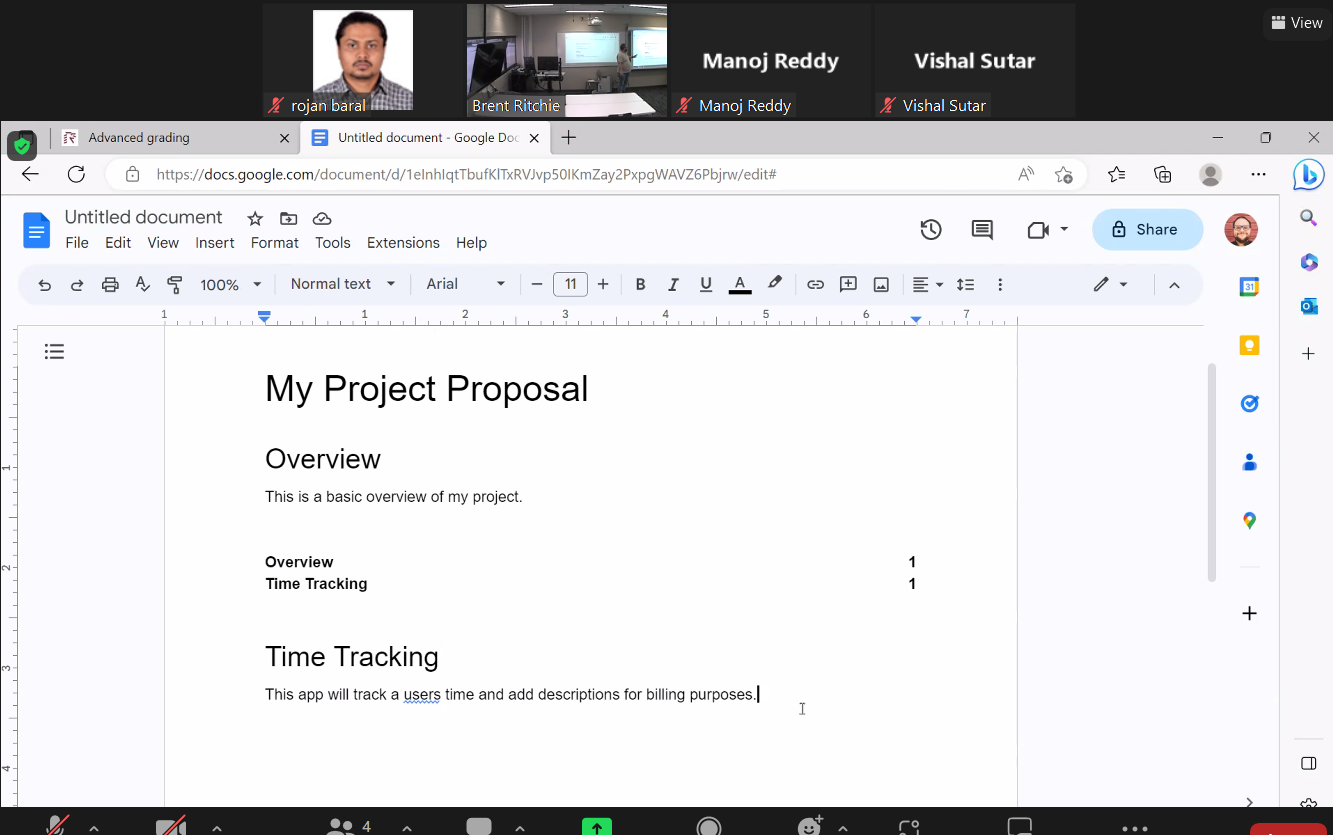 View
Manoj Reddy
Vishal Sutar
rojan baral
Brent Ritchie
Manoj Reddy
Vishal Sutar
Advanced grading
Untitled document - Google Doc
https://docs.google.com/document/d/1eInhIqtTbufKlTxRVJvp50IKmZay2PxpgWAVZ6Pbjrw/edit#
Untitled document
File Edit View Insert Format Tools Extensions Help
Share
100% Normal text Arial 11 B I U A
31
1 1 2 3 4 5 6 7
My Project Proposal
Overview
This is a basic overview of my project.
Overview 1
Time Tracking 1
Time Tracking
This app will track a users time and add descriptions for billing purposes.
1
2
3
4
4